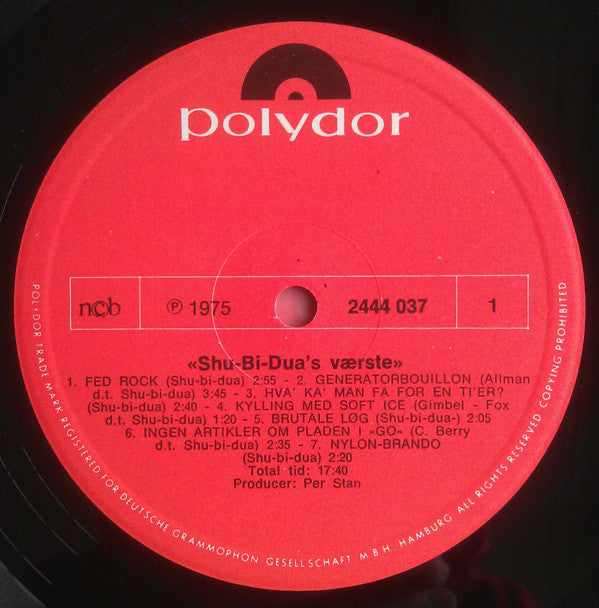 polydor
ncb
℗ 1975
2444 037
1
«Shu-Bi-Dua's værste»
1. FED ROCK (Shu-bi-dua) 2:55 - 2. GENERATORBOUILLON (Allman
d.t. Shu-bi-dua) 3:45 - 3. HVA' KA' MAN FA FOR EN TI'ER?
(Shu-bi-dua) 2:40 - 4. KYLLING MED SOFT ICE (Gimbel - Fox
d.t. Shu-bi-dua) 1:20 - 5. BRUTALE LØG (Shu-bi-dua-) 2:05
6. INGEN ARTIKLER OM PLADEN I «GO» (C. Berry
d.t. Shu-bi-dua) 2:35 - 7. NYLON-BRANDO
(Shu-bi-dua) 2:20
Total tid: 17:40
Producer: Per Stan
POLYDOR TRADE MARK REGISTERED FOR DEUTSCHE GRAMMOPHON GESELLSCHAFT M B H. HAMBURG ALL RIGHTS RESERVED COPYING PROHIBITED